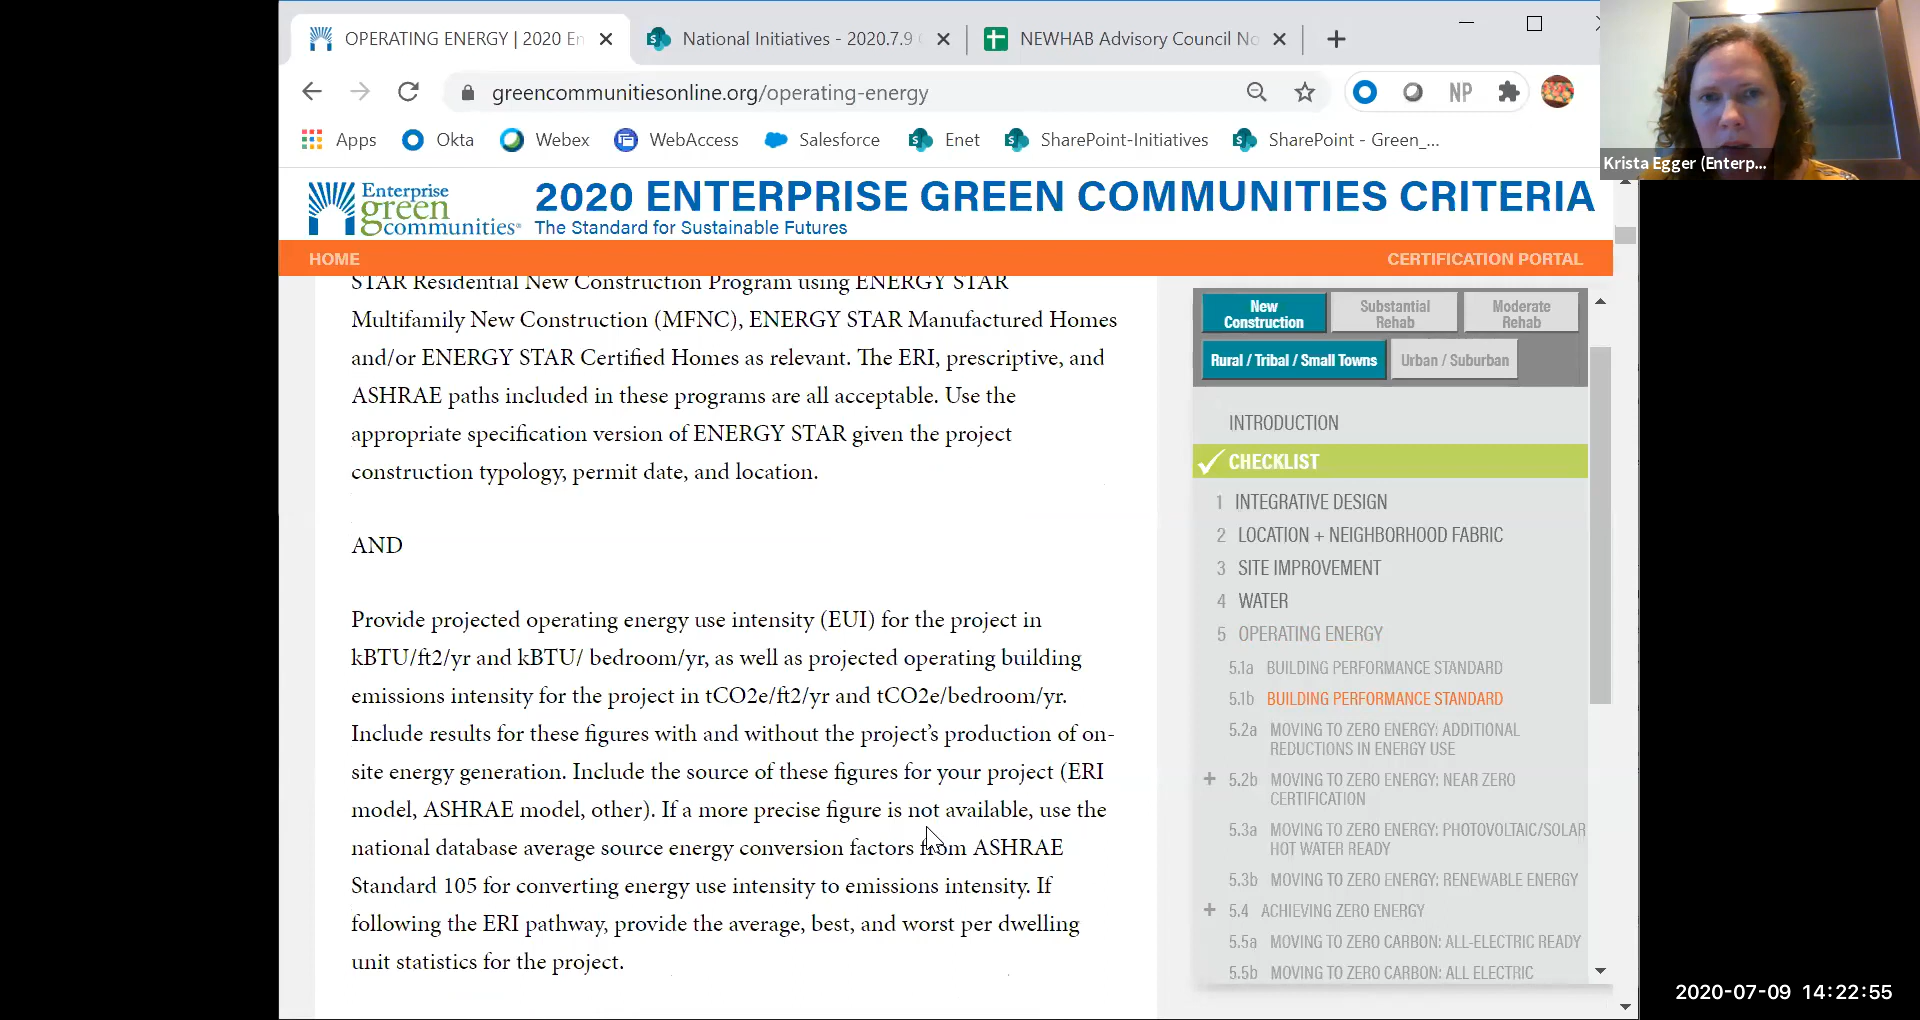 OPERATING ENERGY | 2020 En
National Initiatives - 2020.7.9
NEWHAB Advisory Council No
greencommunitiesonline.org/operating-energy
NP
Apps
Okta
Webex
WebAccess
Salesforce
Enet
SharePoint-Initiatives
SharePoint - Green_...
Krista Egger (Enterp...
Enterprise
green
communities®
2020 ENTERPRISE GREEN COMMUNITIES CRITERIA
The Standard for Sustainable Futures
HOME
CERTIFICATION PORTAL
STAR Residential New Construction Program using ENERGY STAR
Multifamily New Construction (MFNC), ENERGY STAR Manufactured Homes
and/or ENERGY STAR Certified Homes as relevant. The ERI, prescriptive, and
ASHRAE paths included in these programs are all acceptable. Use the
appropriate specification version of ENERGY STAR given the project
construction typology, permit date, and location.
AND
Provide projected operating energy use intensity (EUI) for the project in
kBTU/ft2/yr and kBTU/ bedroom/yr, as well as projected operating building
emissions intensity for the project in tCO2e/ft2/yr and tCO2e/bedroom/yr.
Include results for these figures with and without the project's production of on-
site energy generation. Include the source of these figures for your project (ERI
model, ASHRAE model, other). If a more precise figure is not available, use the
national database average source energy conversion factors from ASHRAE
Standard 105 for converting energy use intensity to emissions intensity. If
following the ERI pathway, provide the average, best, and worst per dwelling
unit statistics for the project.
New
Construction
Substantial
Rehab
Moderate
Rehab
Rural / Tribal / Small Towns
Urban / Suburban
INTRODUCTION
CHECKLIST
1 INTEGRATIVE DESIGN
2 LOCATION + NEIGHBORHOOD FABRIC
3 SITE IMPROVEMENT
4 WATER
5 OPERATING ENERGY
5.1a BUILDING PERFORMANCE STANDARD
5.1b BUILDING PERFORMANCE STANDARD
5.2a MOVING TO ZERO ENERGY: ADDITIONAL
REDUCTIONS IN ENERGY USE
+ 5.2b MOVING TO ZERO ENERGY: NEAR ZERO
CERTIFICATION
5.3a MOVING TO ZERO ENERGY: PHOTOVOLTAIC/SOLAR
HOT WATER READY
5.3b MOVING TO ZERO ENERGY: RENEWABLE ENERGY
+ 5.4 ACHIEVING ZERO ENERGY
5.5a MOVING TO ZERO CARBON: ALL-ELECTRIC READY
5.5b MOVING TO ZERO CARBON: ALL ELECTRIC
2020-07-09 14:22:55